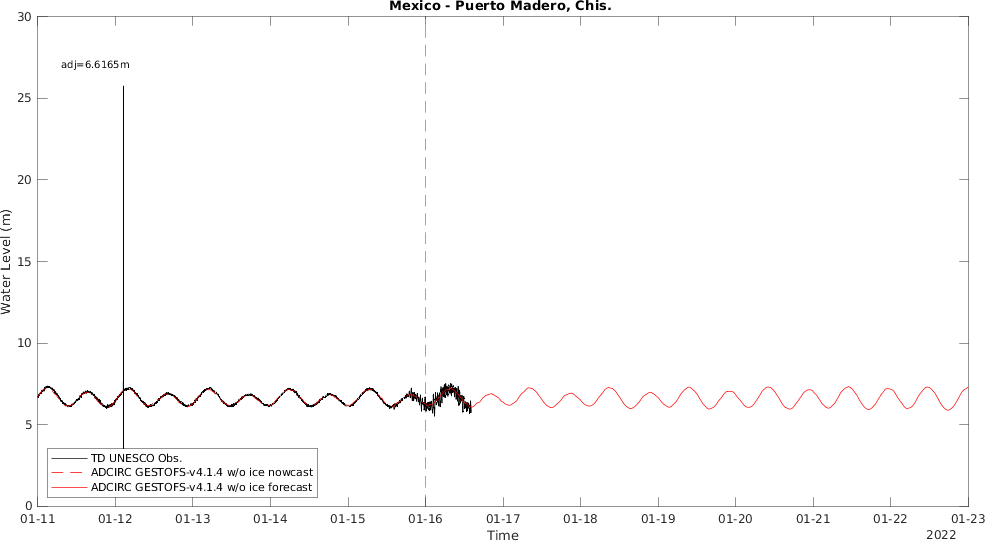 Mexico - Puerto Madero, Chis.
adj=6.6165m
30
25
20
15
10
5
0
Water Level (m)
TD UNESCO Obs.
ADCIRC GESTOFS-v4.1.4 w/o ice nowcast
ADCIRC GESTOFS-v4.1.4 w/o ice forecast
01-11 01-12 01-13 01-14 01-15 01-16 01-17 01-18 01-19 01-20 01-21 01-22 01-23
Time
2022